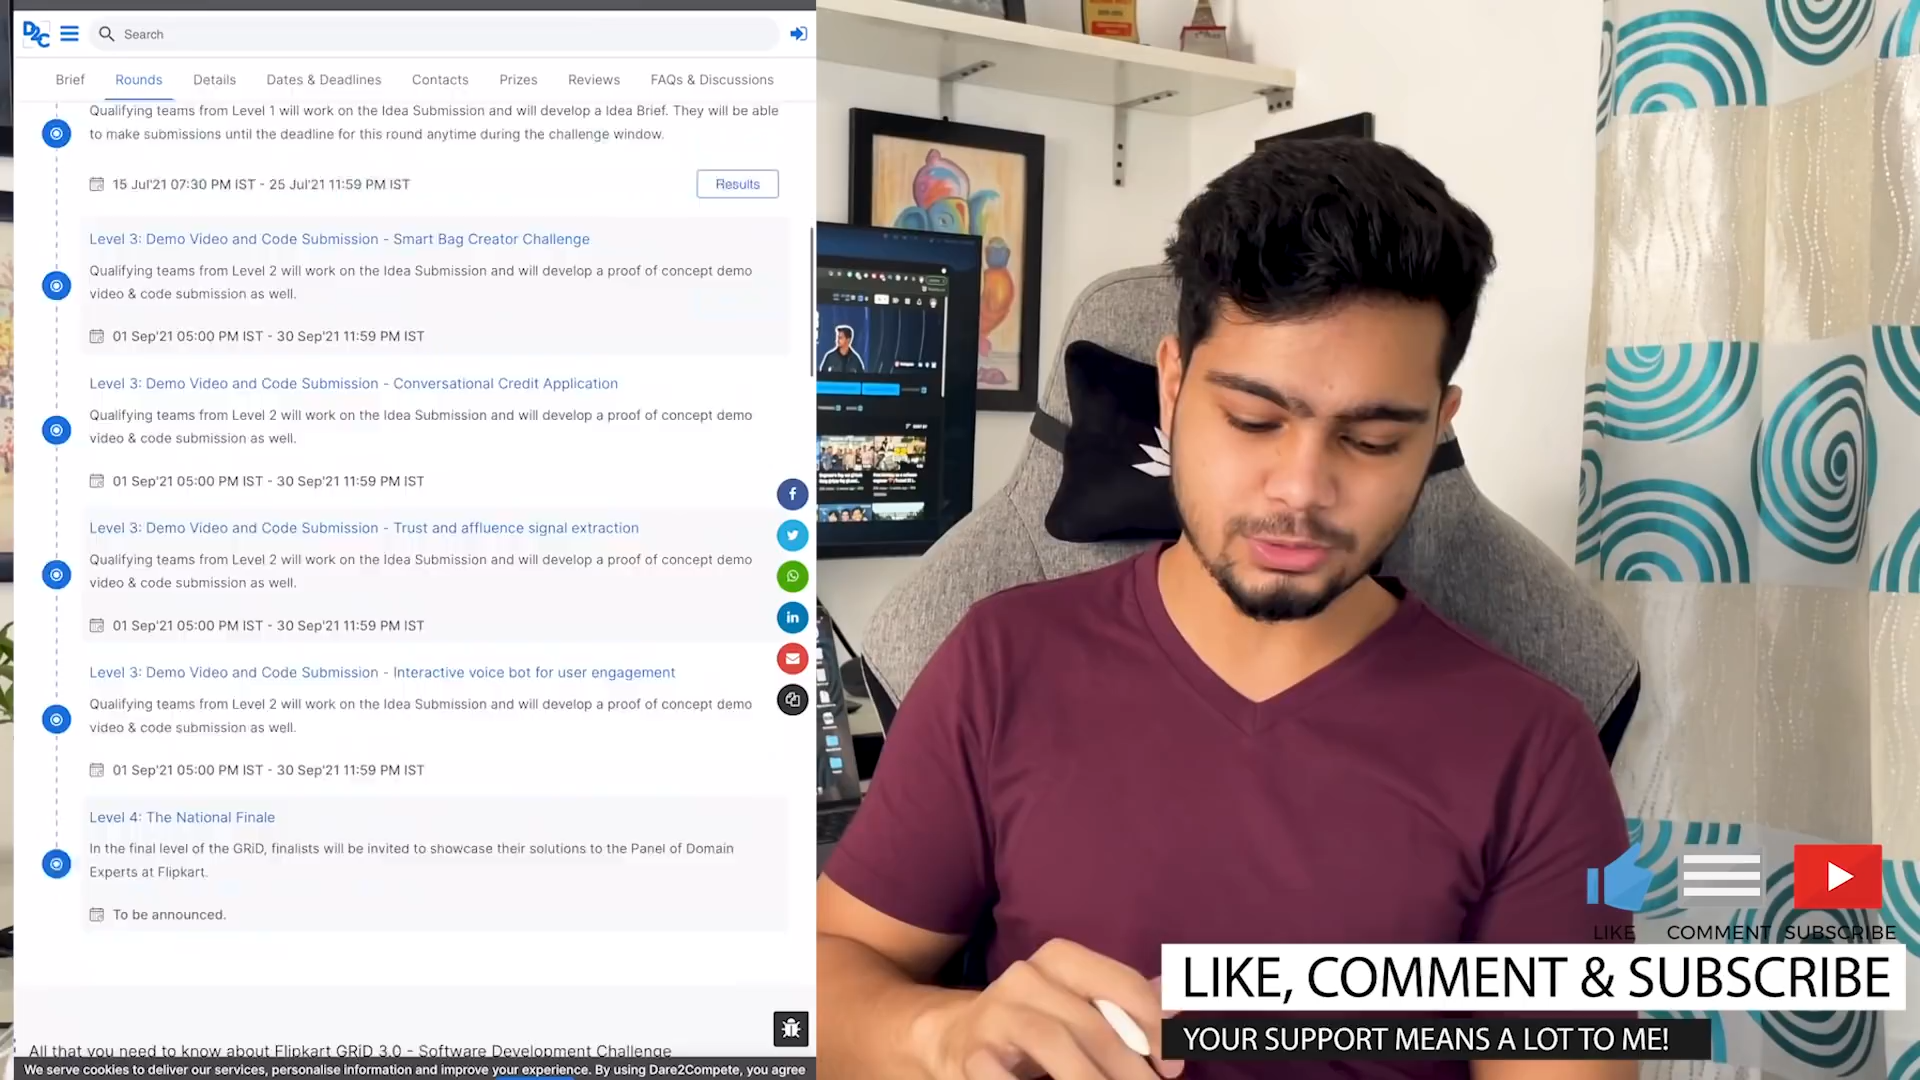 D2C
Search
Brief Rounds Details Dates & Deadlines Contacts Prizes Reviews FAQs & Discussions
Qualifying teams from Level 1 will work on the Idea Submission and will develop a Idea Brief. They will be able
to make submissions until the deadline for this round anytime during the challenge window.
15 Jul'21 07:30 PM IST - 25 Jul'21 11:59 PM IST
Results
Level 3: Demo Video and Code Submission - Smart Bag Creator Challenge
Qualifying teams from Level 2 will work on the Idea Submission and will develop a proof of concept demo
video & code submission as well.
01 Sep'21 05:00 PM IST - 30 Sep'21 11:59 PM IST
Level 3: Demo Video and Code Submission - Conversational Credit Application
Qualifying teams from Level 2 will work on the Idea Submission and will develop a proof of concept demo
video & code submission as well.
01 Sep'21 05:00 PM IST - 30 Sep'21 11:59 PM IST
Level 3: Demo Video and Code Submission - Trust and affluence signal extraction
Qualifying teams from Level 2 will work on the Idea Submission and will develop a proof of concept demo
video & code submission as well.
01 Sep'21 05:00 PM IST - 30 Sep'21 11:59 PM IST
Level 3: Demo Video and Code Submission - Interactive voice bot for user engagement
Qualifying teams from Level 2 will work on the Idea Submission and will develop a proof of concept demo
video & code submission as well.
01 Sep'21 05:00 PM IST - 30 Sep'21 11:59 PM IST
Level 4: The National Finale
In the final level of the GRiD, finalists will be invited to showcase their solutions to the Panel of Domain
Experts at Flipkart.
To be announced.
All that you need to know about Flipkart GRiD 3.0 - Software Development Challenge
We serve cookies to deliver our services, personalise information and improve your experience. By using Dare2Compete, you agree
LIKE COMMENT SUBSCRIBE
LIKE, COMMENT & SUBSCRIBE
YOUR SUPPORT MEANS A LOT TO ME!